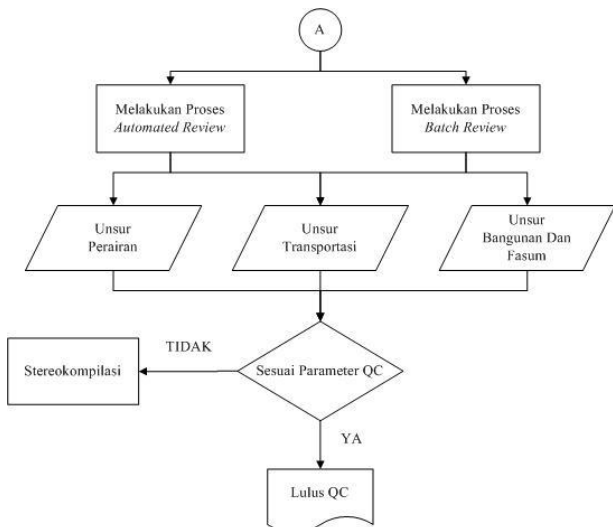 A
Melakukan Proses
Automated Review
Melakukan Proses
Batch Review
Unsur
Perairan
Unsur
Transportasi
Unsur
Bangunan Dan
Fasum
TIDAK
Stereokompilasi
Sesuai Parameter QC
YA
Lulus QC